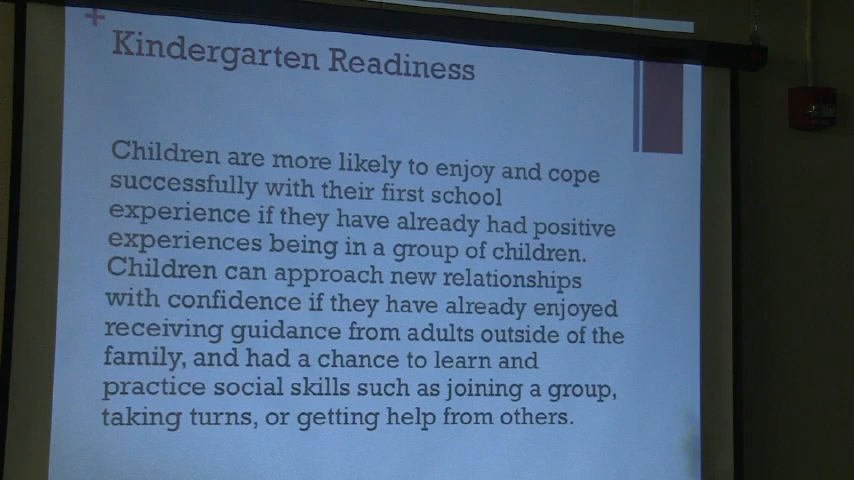 +
Kindergarten Readiness
Children are more likely to enjoy and cope
successfully with their first school
experience if they have already had positive
experiences being in a group of children.
Children can approach new relationships
with confidence if they have already enjoyed
receiving guidance from adults outside of the
family, and had a chance to learn and
practice social skills such as joining a group,
taking turns, or getting help from others.